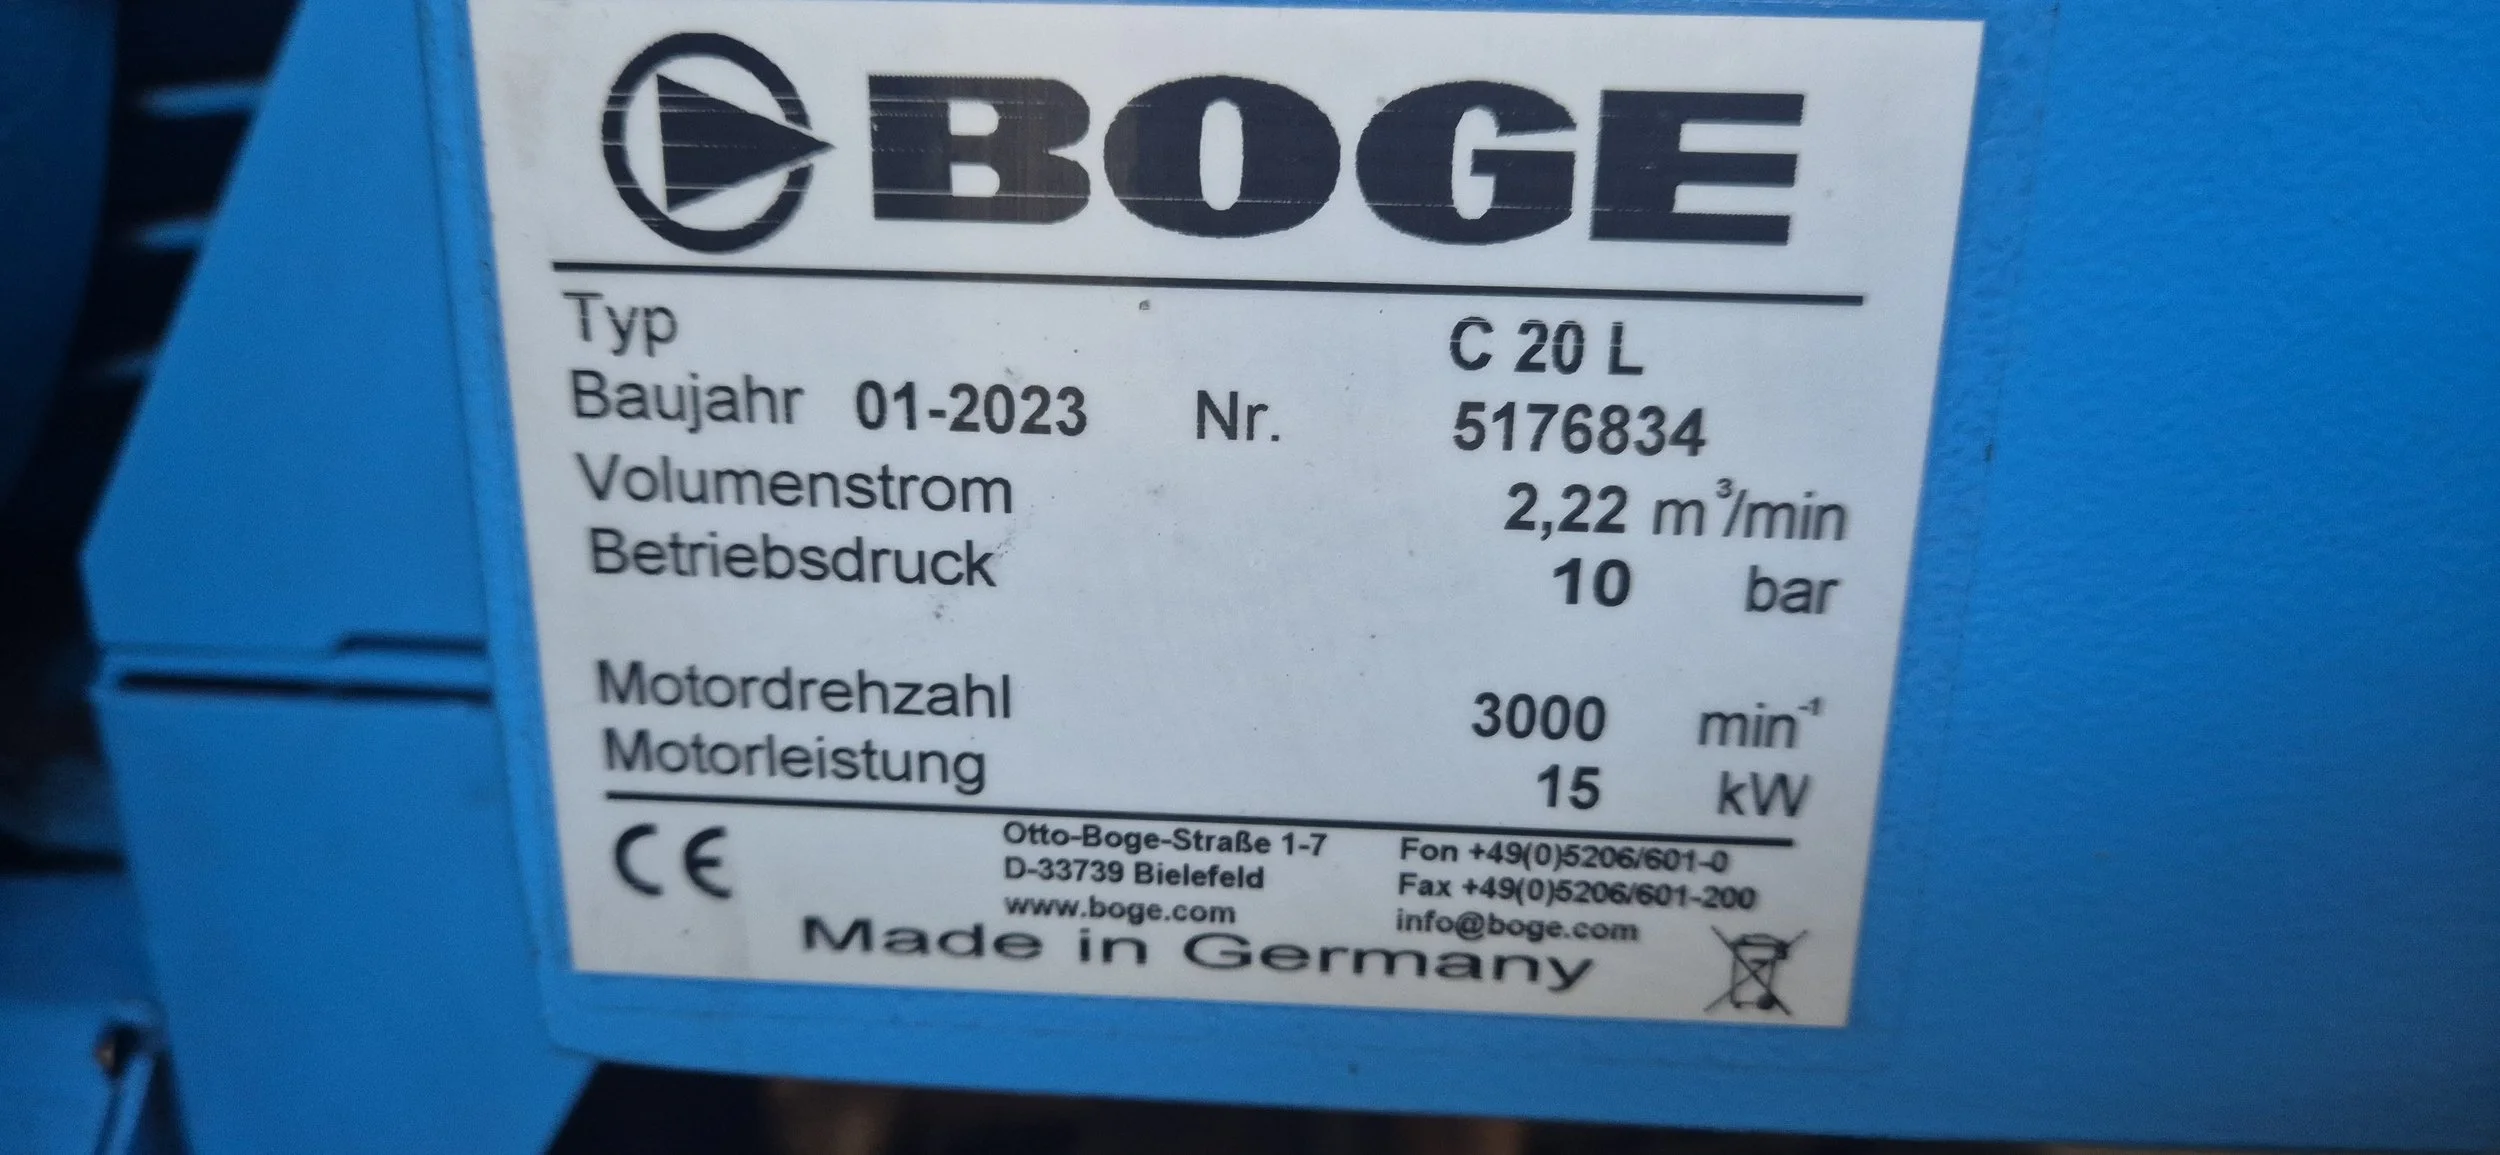 BOGE
Typ C 20 L
Baujahr 01-2023 Nr. 5176834
Volumenstrom 2,22 m³/min
Betriebsdruck 10 bar
Motordrehzahl 3000 min⁻¹
Motorleistung 15 kW
CE
Otto-Boge-Straße 1-7 Fon +49(0)5206/601-0
D-33739 Bielefeld Fax +49(0)5206/601-200
www.boge.com info@boge.com
Made in Germany